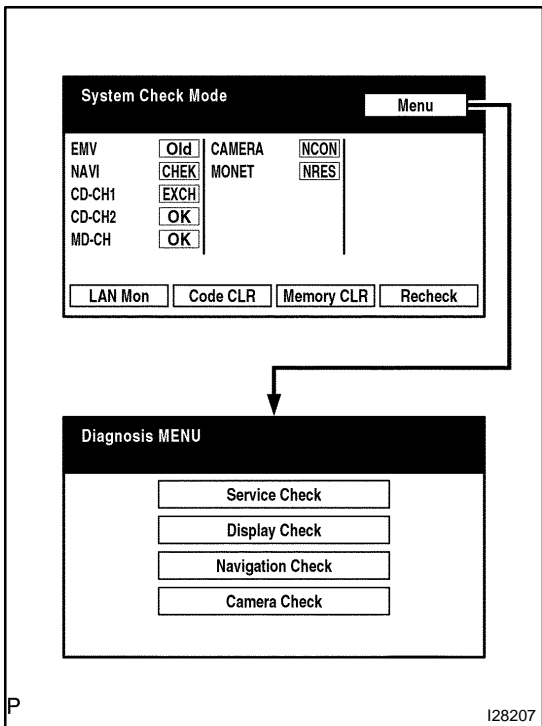 System Check Mode
Menu
EMV Old CAMERA NCON
NAVI CHEK MONET NRES
CD-CH1 EXCH
CD-CH2 OK
MD-CH OK
LAN Mon Code CLR Memory CLR Recheck
Diagnosis MENU
Service Check
Display Check
Navigation Check
Camera Check
P
I28207